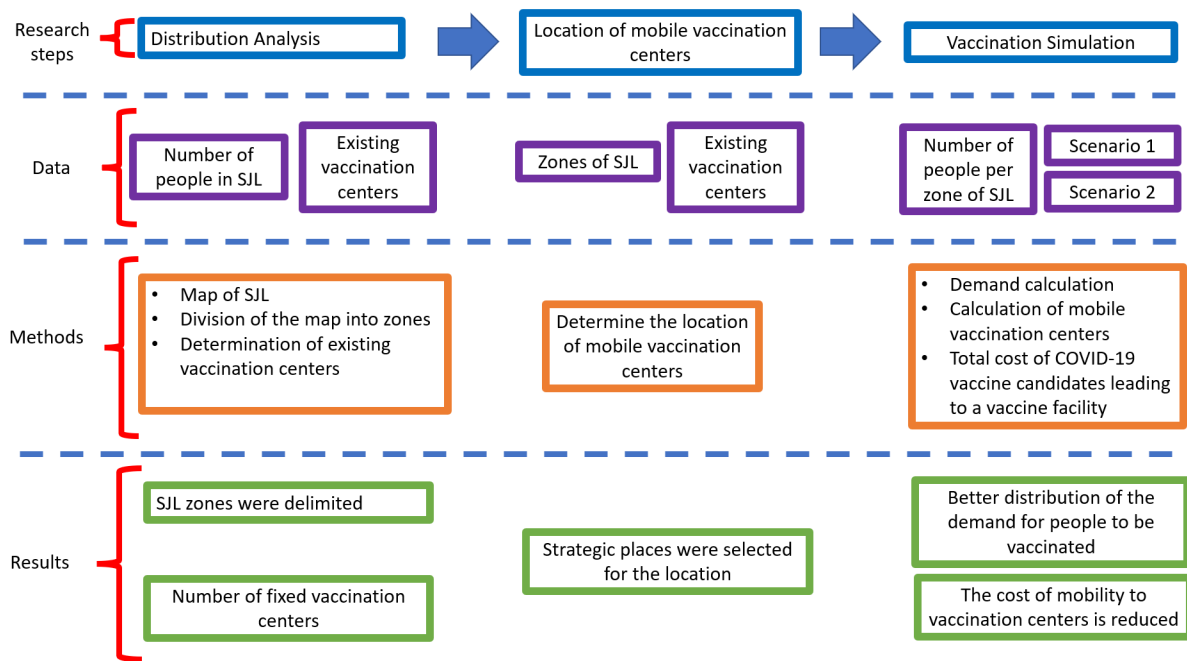 Research
steps
Distribution Analysis
Location of mobile vaccination
centers
Vaccination Simulation
Data
Number of
people in SJL
Existing
vaccination
centers
Zones of SJL
Existing
vaccination
centers
Number of
people per
zone of SJL
Scenario 1
Scenario 2
Methods
• Map of SJL
• Division of the map into zones
• Determination of existing
vaccination centers
Determine the location
of mobile vaccination
centers
• Demand calculation
• Calculation of mobile
vaccination centers
• Total cost of COVID-19
vaccine candidates leading
to a vaccine facility
Results
SJL zones were delimited
Number of fixed vaccination
centers
Strategic places were selected
for the location
Better distribution of the
demand for people to be
vaccinated
The cost of mobility to
vaccination centers is reduced